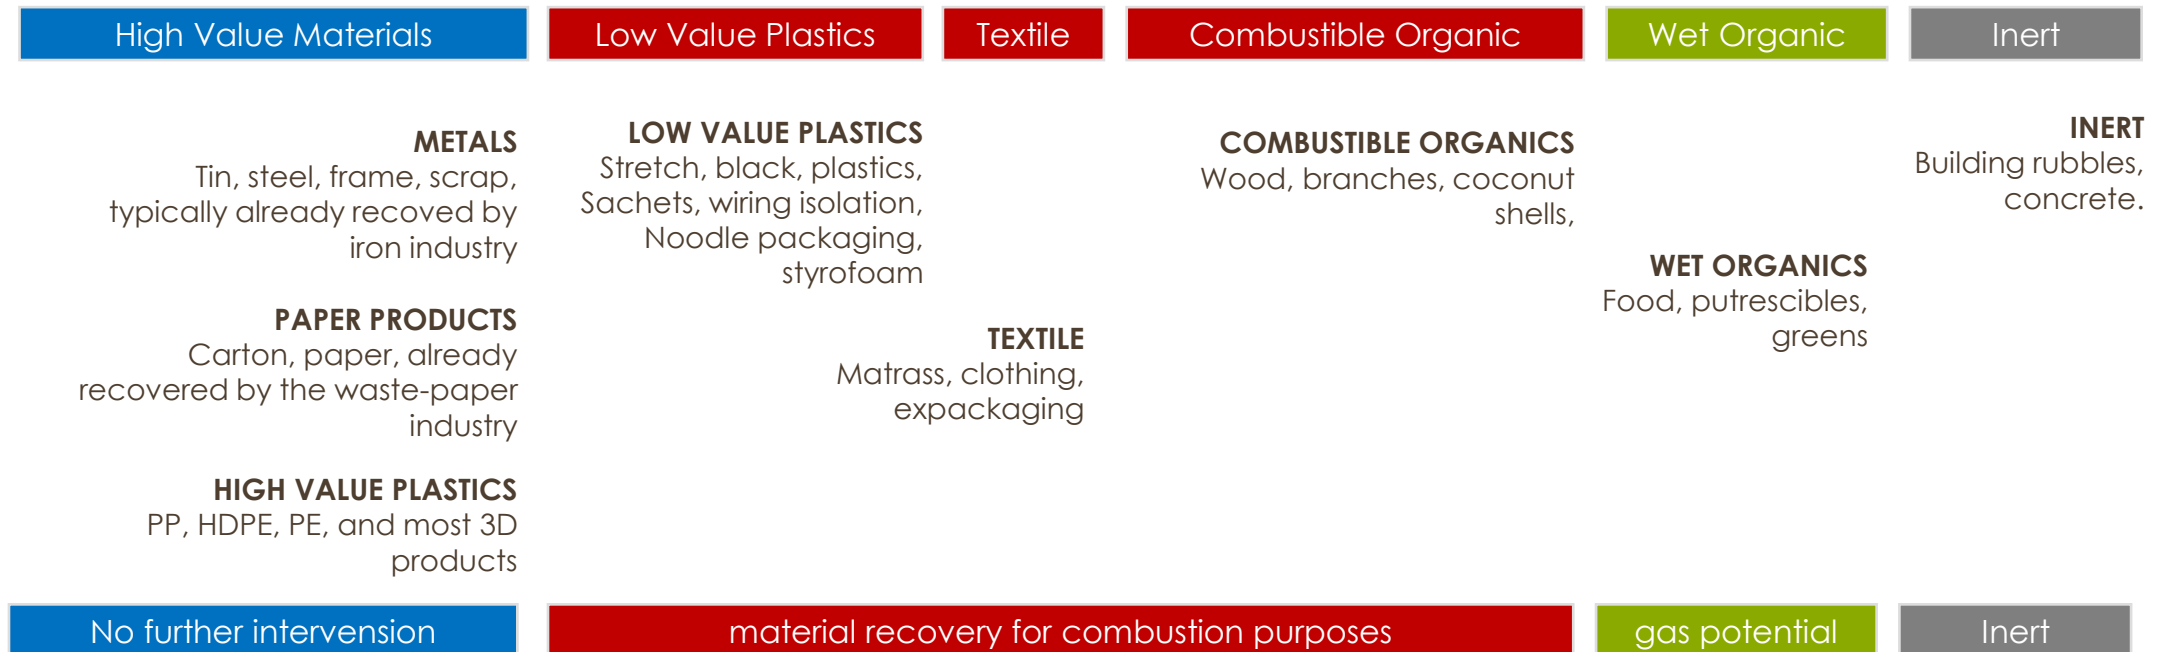 High Value Materials
Low Value Plastics
Textile
Combustible Organic
Wet Organic
Inert
METALS
Tin, steel, frame, scrap,
typically already recoved by
iron industry
PAPER PRODUCTS
Carton, paper, already
recovered by the waste-paper
industry
HIGH VALUE PLASTICS
PP, HDPE, PE, and most 3D
products
LOW VALUE PLASTICS
Stretch, black, plastics,
Sachets, wiring isolation,
Noodle packaging,
styrofoam
TEXTILE
Matrass, clothing,
expackaging
COMBUSTIBLE ORGANICS
Wood, branches, coconut
shells,
WET ORGANICS
Food, putrescibles,
greens
INERT
Building rubbles,
concrete.
No further intervension
material recovery for combustion purposes
gas potential
Inert